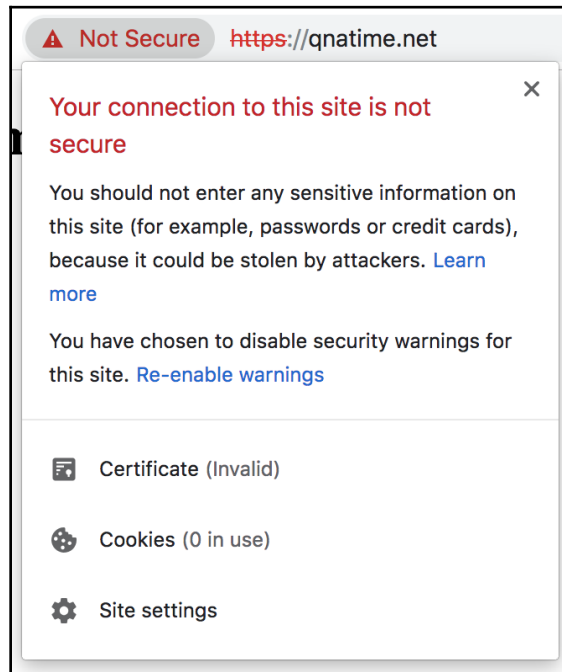 Not Secure https://qnatime.net
Your connection to this site is not
secure
You should not enter any sensitive information on
this site (for example, passwords or credit cards),
because it could be stolen by attackers. Learn
more
You have chosen to disable security warnings for
this site. Re-enable warnings
Certificate (Invalid)
Cookies (0 in use)
Site settings